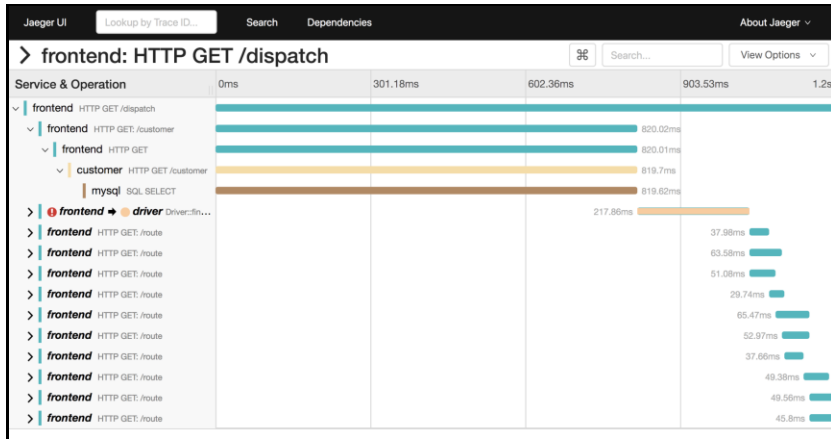 Jaeger UI Lookup by Trace ID... Search Dependencies About Jaeger
frontend: HTTP GET /dispatch ⌘ Search... View Options
Service & Operation 0ms 301.18ms 602.36ms 903.53ms 1.2s
frontend HTTP GET /dispatch
frontend HTTP GET: /customer 820.02ms
frontend HTTP GET 820.01ms
customer HTTP GET /customer 819.7ms
mysql SQL SELECT 819.62ms
frontend ➔ driver Driver::fin... 217.86ms
frontend HTTP GET: /route 37.98ms
frontend HTTP GET: /route 63.58ms
frontend HTTP GET: /route 51.08ms
frontend HTTP GET: /route 29.74ms
frontend HTTP GET: /route 65.47ms
frontend HTTP GET: /route 52.97ms
frontend HTTP GET: /route 37.66ms
frontend HTTP GET: /route 49.38ms
frontend HTTP GET: /route 49.56ms
frontend HTTP GET: /route 45.8ms